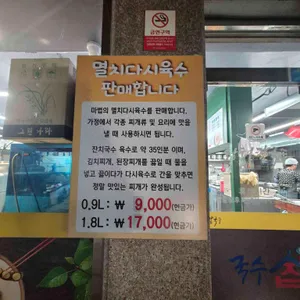 금연구역
멸치다시육수
판매합니다
마법의 멸치다시육수를 판매합니다.
가정에서 각종 찌개류 및 요리에 맛을
낼 때 사용하시면 됩니다.
잔치국수 육수로 약 35인분 이며,
김치찌개, 된장찌개를 끓일 때 물을
넣고 끓이다가 다시육수로 간을 맞추면
정말 맛있는 찌개가 완성됩니다.
0.9L : ₩ 9,000(현금가)
1.8L : ₩ 17,000(현금가)
국수